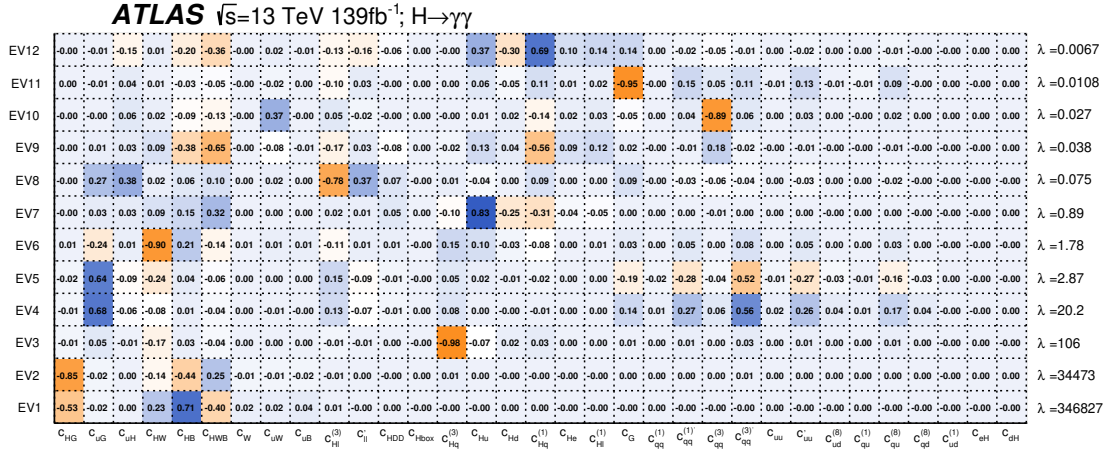 ATLAS √s=13 TeV 139fb⁻¹; H→γγ
EV12 -0.00 -0.01 -0.15 0.01 -0.20 -0.36 -0.00 0.02 -0.01 -0.13 -0.16 -0.06 0.00 -0.00 0.37 -0.30 0.69 0.10 0.14 0.14 0.00 -0.02 -0.05 -0.01 0.00 -0.02 0.00 0.00 -0.01 0.00 -0.00 0.00 -0.00 λ =0.0067
EV11 0.00 -0.01 0.04 0.01 -0.03 -0.05 -0.00 -0.02 -0.00 -0.10 0.05 -0.01 0.00 -0.00 0.06 -0.05 0.11 0.01 0.02 -0.95 -0.01 0.15 0.05 0.11 -0.01 0.13 -0.01 -0.01 0.09 -0.01 -0.00 0.00 -0.00 λ =0.0108
EV10 -0.00 -0.00 0.06 0.02 -0.09 -0.13 -0.00 0.37 -0.00 0.05 -0.02 -0.00 0.00 -0.00 0.01 0.02 -0.14 0.02 0.03 -0.05 0.00 0.04 -0.89 0.06 -0.00 0.03 -0.00 -0.00 0.02 -0.00 -0.00 0.00 -0.00 λ =0.027
EV9 -0.00 0.01 0.03 0.09 -0.38 -0.65 -0.00 -0.08 -0.01 -0.17 0.03 -0.08 0.00 -0.02 0.13 0.04 -0.56 0.09 0.12 0.02 -0.00 -0.01 0.18 -0.02 0.00 -0.01 0.00 0.00 -0.01 0.00 -0.00 0.00 -0.00 λ =0.038
EV8 -0.00 0.27 0.38 0.02 0.06 0.10 0.00 -0.02 0.00 -0.78 0.37 0.07 -0.00 0.01 -0.04 0.00 0.09 0.00 -0.00 0.09 0.00 -0.03 -0.06 -0.04 0.00 -0.03 0.00 0.00 -0.02 0.00 -0.00 0.00 -0.00 λ =0.075
EV7 -0.00 0.03 0.03 0.09 0.15 0.32 0.00 0.00 0.00 0.02 0.01 0.05 0.00 -0.10 0.83 -0.25 -0.31 -0.04 -0.05 0.00 0.00 0.00 -0.01 0.00 0.00 0.00 -0.00 -0.00 0.00 -0.00 -0.00 -0.00 -0.00 λ =0.89
EV6 0.01 -0.24 0.01 -0.90 0.21 -0.14 0.01 0.01 0.00 -0.11 0.01 0.01 -0.00 0.15 0.10 -0.03 -0.08 0.00 0.01 0.03 0.00 0.05 0.00 0.08 0.00 0.05 0.00 0.00 0.03 0.00 -0.00 -0.00 -0.00 λ =1.78
EV5 -0.02 0.64 -0.09 -0.24 0.04 -0.06 0.00 0.00 0.00 0.15 -0.09 -0.01 -0.00 0.05 0.02 -0.01 -0.02 0.00 0.00 -0.19 -0.01 -0.28 -0.04 -0.52 -0.02 -0.27 -0.03 -0.01 -0.16 -0.03 -0.00 -0.00 -0.00 λ =2.87
EV4 -0.01 0.68 -0.06 -0.08 0.01 -0.04 0.00 -0.01 0.00 0.13 -0.07 -0.01 0.00 0.08 0.00 -0.00 -0.01 0.00 0.00 0.14 0.01 0.27 0.06 0.56 0.02 0.26 0.04 0.01 0.17 0.04 0.00 -0.00 -0.00 λ =20.2
EV3 -0.01 0.05 -0.01 -0.17 0.03 -0.04 0.00 0.01 0.00 0.01 -0.00 0.00 -0.00 -0.98 -0.07 0.02 0.03 0.00 0.00 0.01 0.00 0.01 0.00 0.03 0.00 0.01 0.00 0.00 0.01 0.00 -0.00 -0.00 -0.00 λ =106
EV2 -0.85 -0.02 0.00 -0.14 -0.44 0.25 -0.01 -0.01 -0.02 -0.01 0.00 -0.00 0.00 0.01 0.00 -0.00 -0.00 -0.00 -0.00 0.00 0.00 0.00 0.00 0.01 0.00 0.00 0.00 0.00 0.00 0.00 -0.00 -0.00 -0.00 λ =34473
EV1 -0.53 -0.02 0.00 0.23 0.71 -0.40 0.02 0.02 0.04 0.01 -0.00 0.00 -0.00 0.00 0.00 -0.00 -0.00 0.00 0.00 -0.00 -0.00 -0.00 -0.00 -0.00 -0.00 -0.00 -0.00 -0.00 -0.00 -0.00 -0.00 -0.00 -0.00 λ =346827
c_HG c_uG c_uH c_HW c_HB c_HWB c_W c_uW c_uB c_Hl^(3) c_ll^' c_HDD c_Hbox c_Hq^(3) c_Hu c_Hd c_Hq^(1) c_He c_Hl^(1) c_G c_qq^(1) c_qq^(1)' c_qq^(3) c_qq^(3)' c_uu c_uu^' c_ud^(8) c_qu^(1) c_qu^(8) c_qd^(8) c_ud^(1) c_eH c_dH